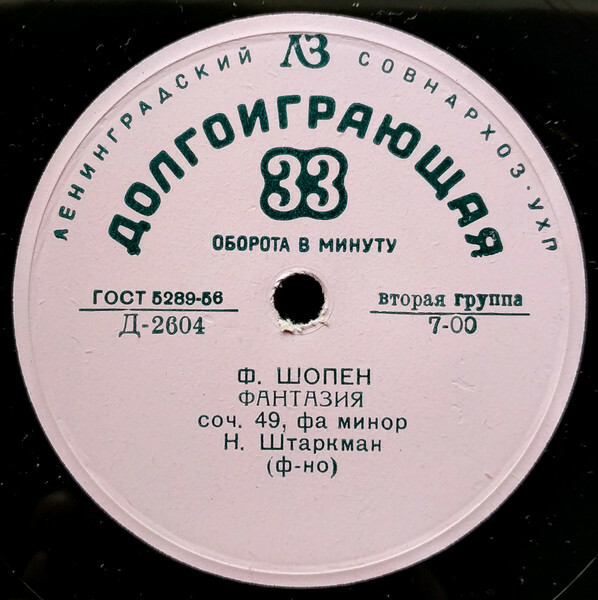 ЛЕНИНГРАДСКИЙ ЛЗ СОВНАРХОЗ·УХП
ДОЛГОИГРАЮЩАЯ
33
ОБОРОТА В МИНУТУ
ГОСТ 5289-56
Д-2604
вторая группа
7-00
Ф. ШОПЕН
ФАНТАЗИЯ
соч. 49, фа минор
Н. Штаркман
(ф-но)